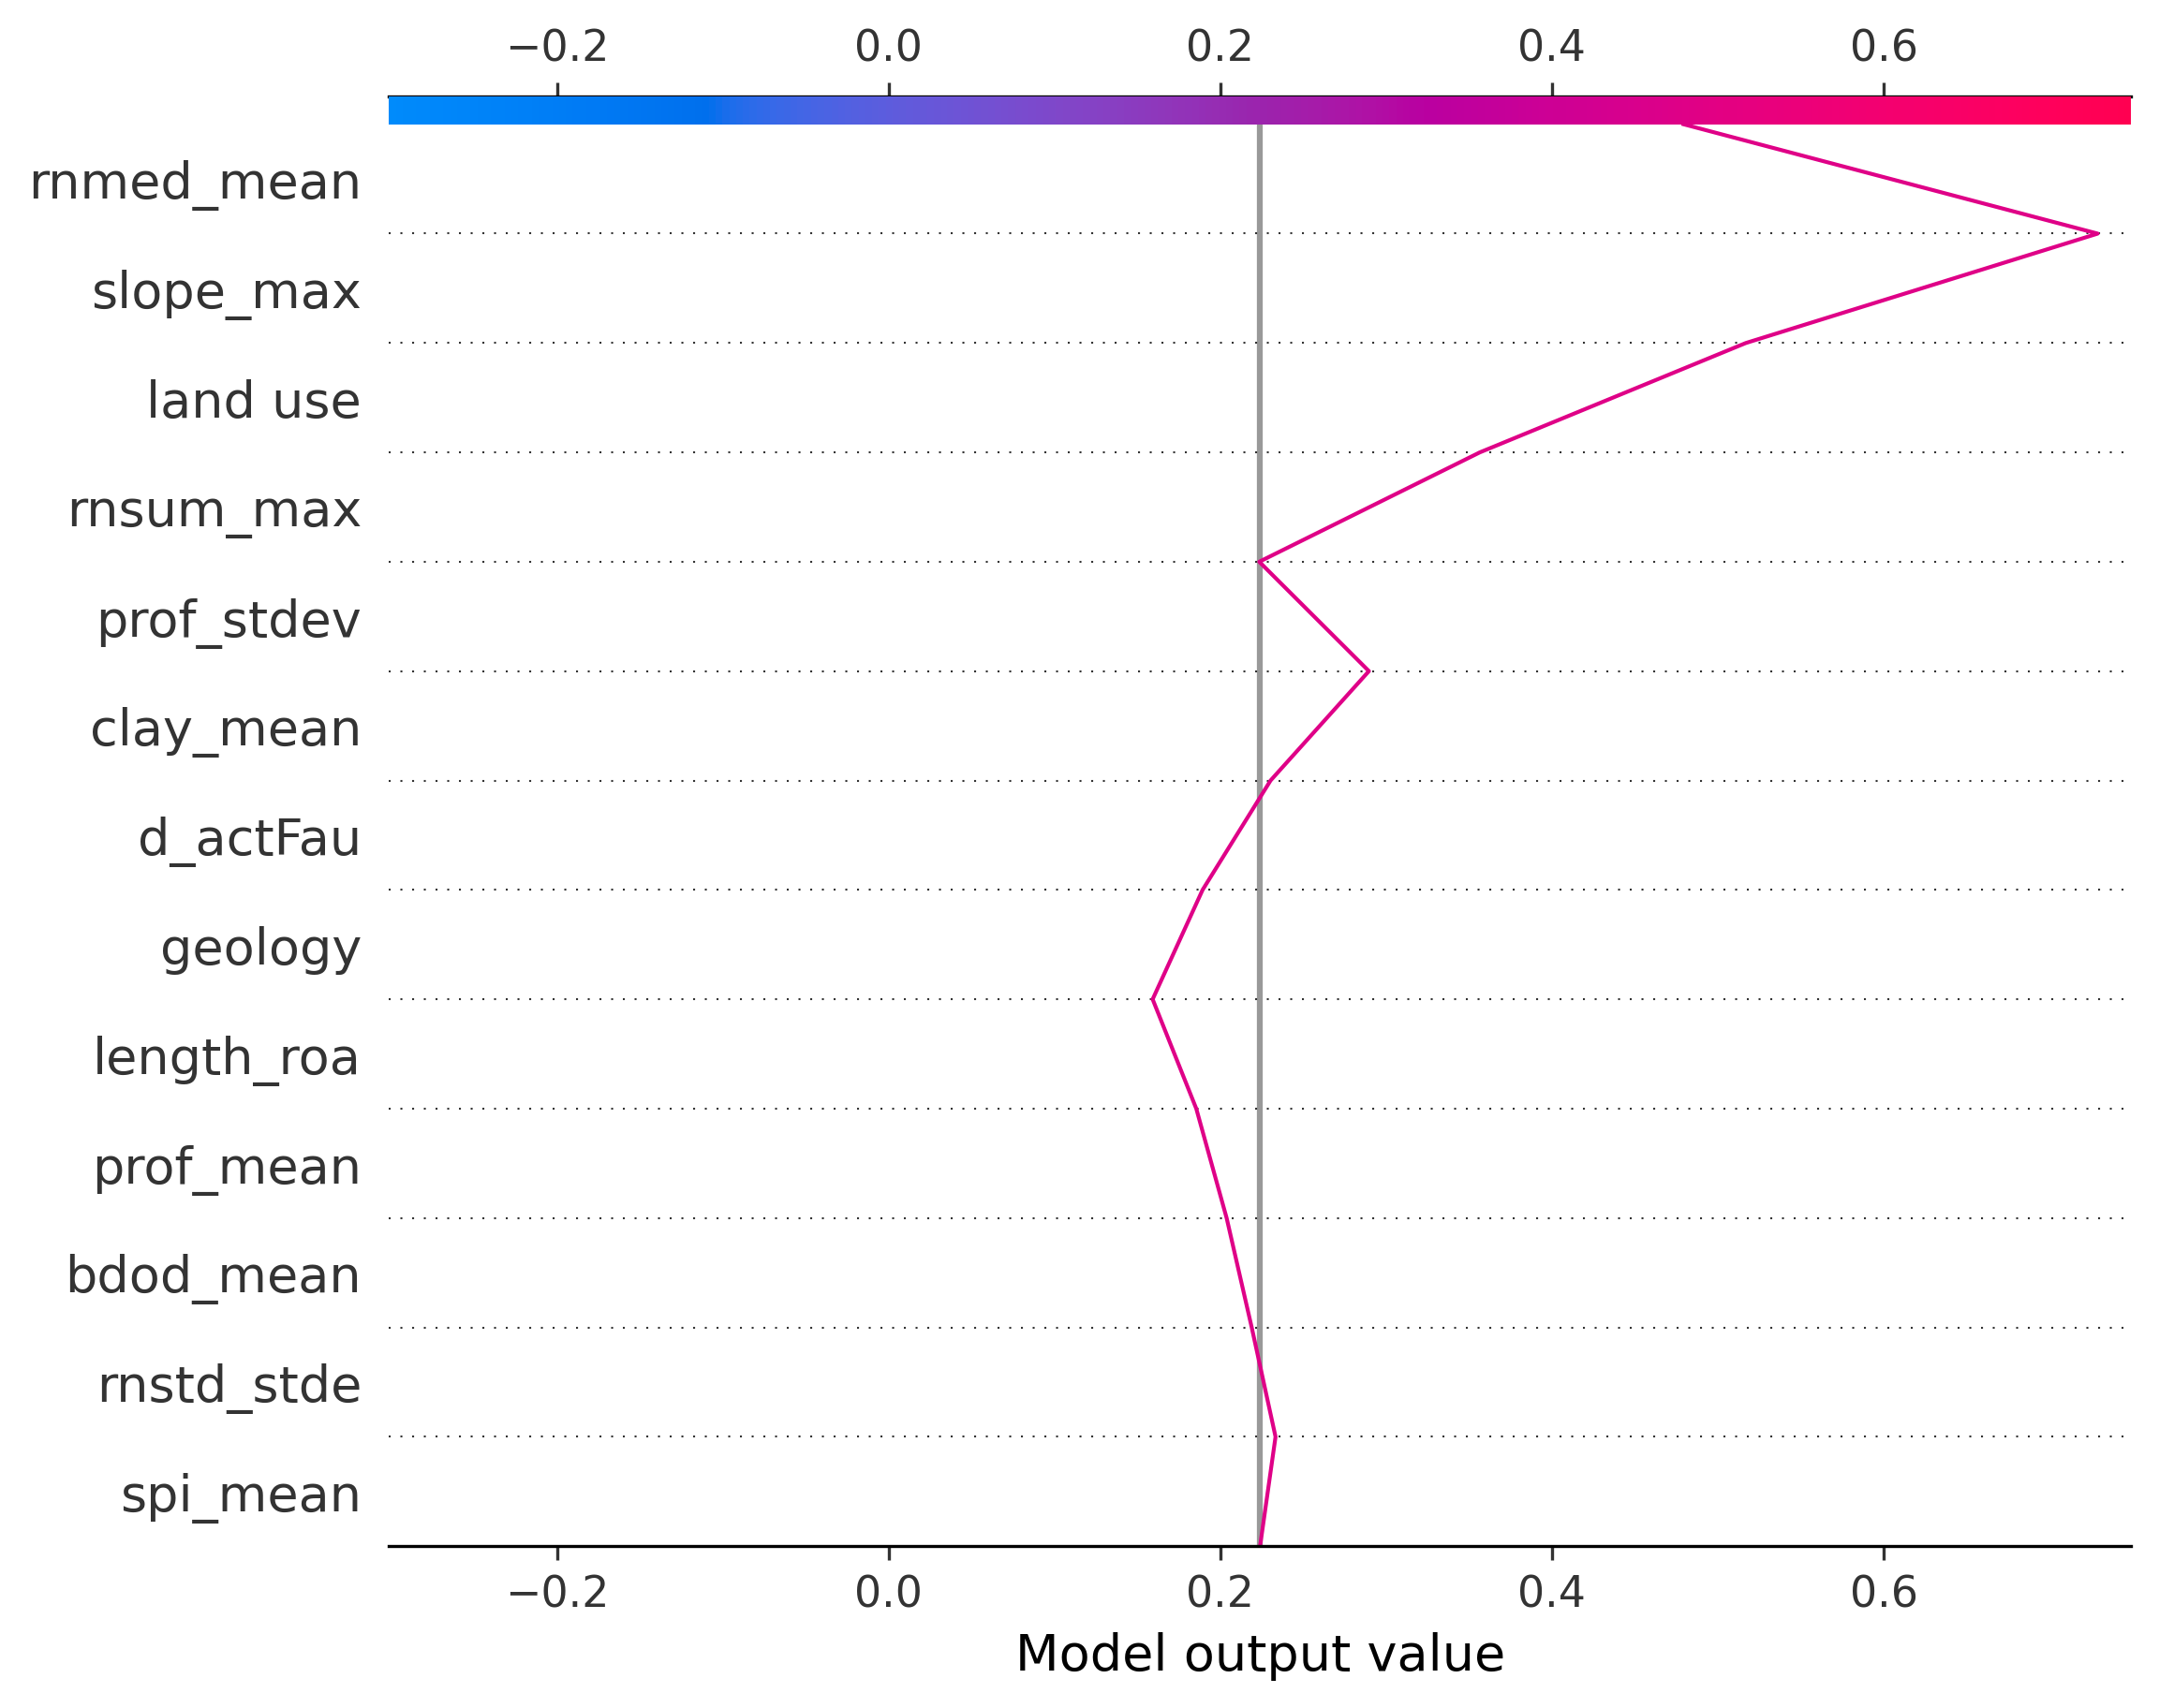 −0.2 0.0 0.2 0.4 0.6
rnmed_mean
slope_max
land use
rnsum_max
prof_stdev
clay_mean
d_actFau
geology
length_roa
prof_mean
bdod_mean
rnstd_stde
spi_mean
−0.2 0.0 0.2 0.4 0.6
Model output value